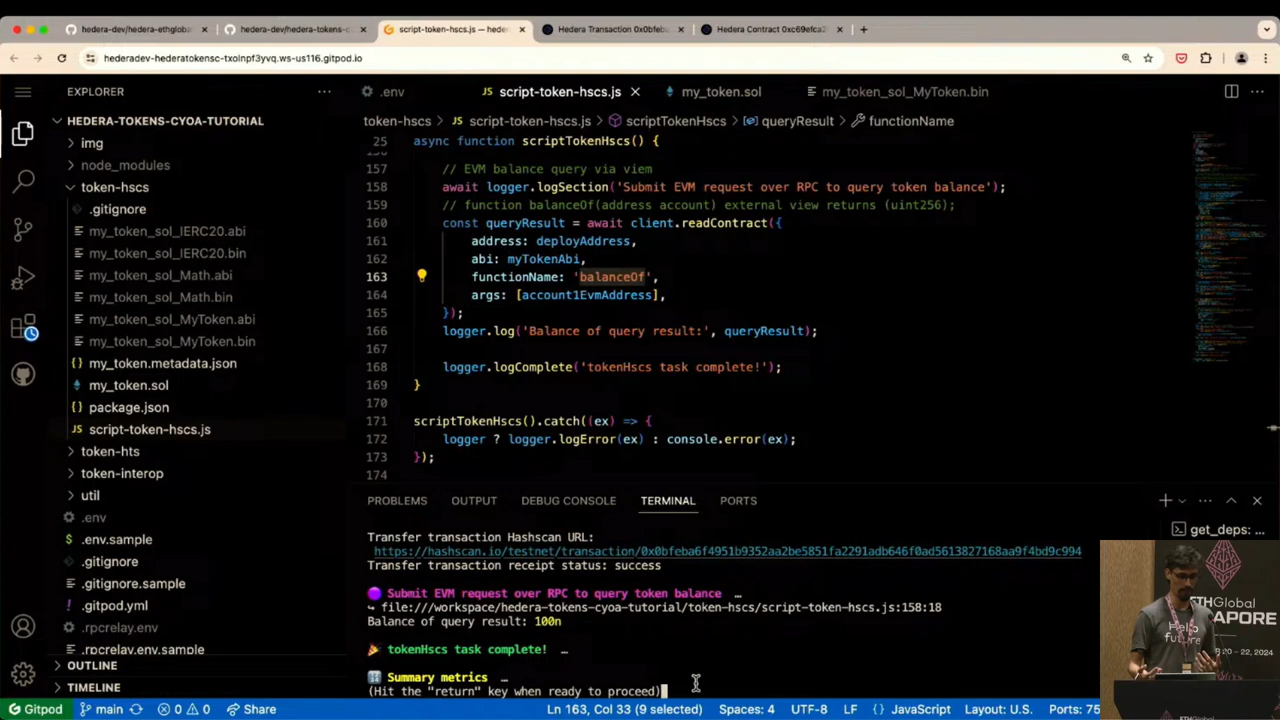 hedera-dev/hedera-ethgloba
hedera-dev/hedera-tokens-c
script-token-hscs.js — hede
Hedera Transaction 0x0bfeb
Hedera Contract 0xc69efca2
hederadev-hederatokensc-txolnpf3yvq.ws-us116.gitpod.io
EXPLORER
.env
script-token-hscs.js
my_token.sol
my_token_sol_MyToken.bin
HEDERA-TOKENS-CYOA-TUTORIAL
img
node_modules
token-hscs
.gitignore
my_token_sol_IERC20.abi
my_token_sol_IERC20.bin
my_token_sol_Math.abi
my_token_sol_Math.bin
my_token_sol_MyToken.abi
my_token_sol_MyToken.bin
my_token.metadata.json
my_token.sol
package.json
script-token-hscs.js
token-hts
token-interop
util
.env
.env.sample
.gitignore
.gitignore.sample
.gitpod.yml
.rpcrelay.env
.rpcrelay.env.sample
OUTLINE
TIMELINE
token-hscs > script-token-hscs.js > scriptTokenHscs > queryResult > functionName
25 async function scriptTokenHscs() {
157 // EVM balance query via viem
158 await logger.logSection('Submit EVM request over RPC to query token balance');
159 // function balanceOf(address account) external view returns (uint256);
160 const queryResult = await client.readContract({
161 address: deployAddress,
162 abi: myTokenAbi,
163 functionName: 'balanceOf',
164 args: [account1EvmAddress],
165 });
166 logger.log('Balance of query result:', queryResult);
167
168 logger.logComplete('tokenHscs task complete!');
169 }
170
171 scriptTokenHscs().catch((ex) => {
172 logger ? logger.logError(ex) : console.error(ex);
173 });
174
PROBLEMS OUTPUT DEBUG CONSOLE TERMINAL PORTS
get_deps: ...
Transfer transaction Hashscan URL:
https://hashscan.io/testnet/transaction/0x0bfeba6f4951b9352aa2be5851fa2291adb646f0ad5613827168aa9f4bd9c994
Transfer transaction receipt status: success
Submit EVM request over RPC to query token balance …
↪ file:///workspace/hedera-tokens-cyoa-tutorial/token-hscs/script-token-hscs.js:158:18
Balance of query result: 100n
tokenHscs task complete! …
Summary metrics …
(Hit the "return" key when ready to proceed)
Hello
future
ETHGlobal
Gitpod main 0 0 Share Ln 163, Col 33 (9 selected) Spaces: 4 UTF-8 LF {} JavaScript Layout: U.S. Ports: 75